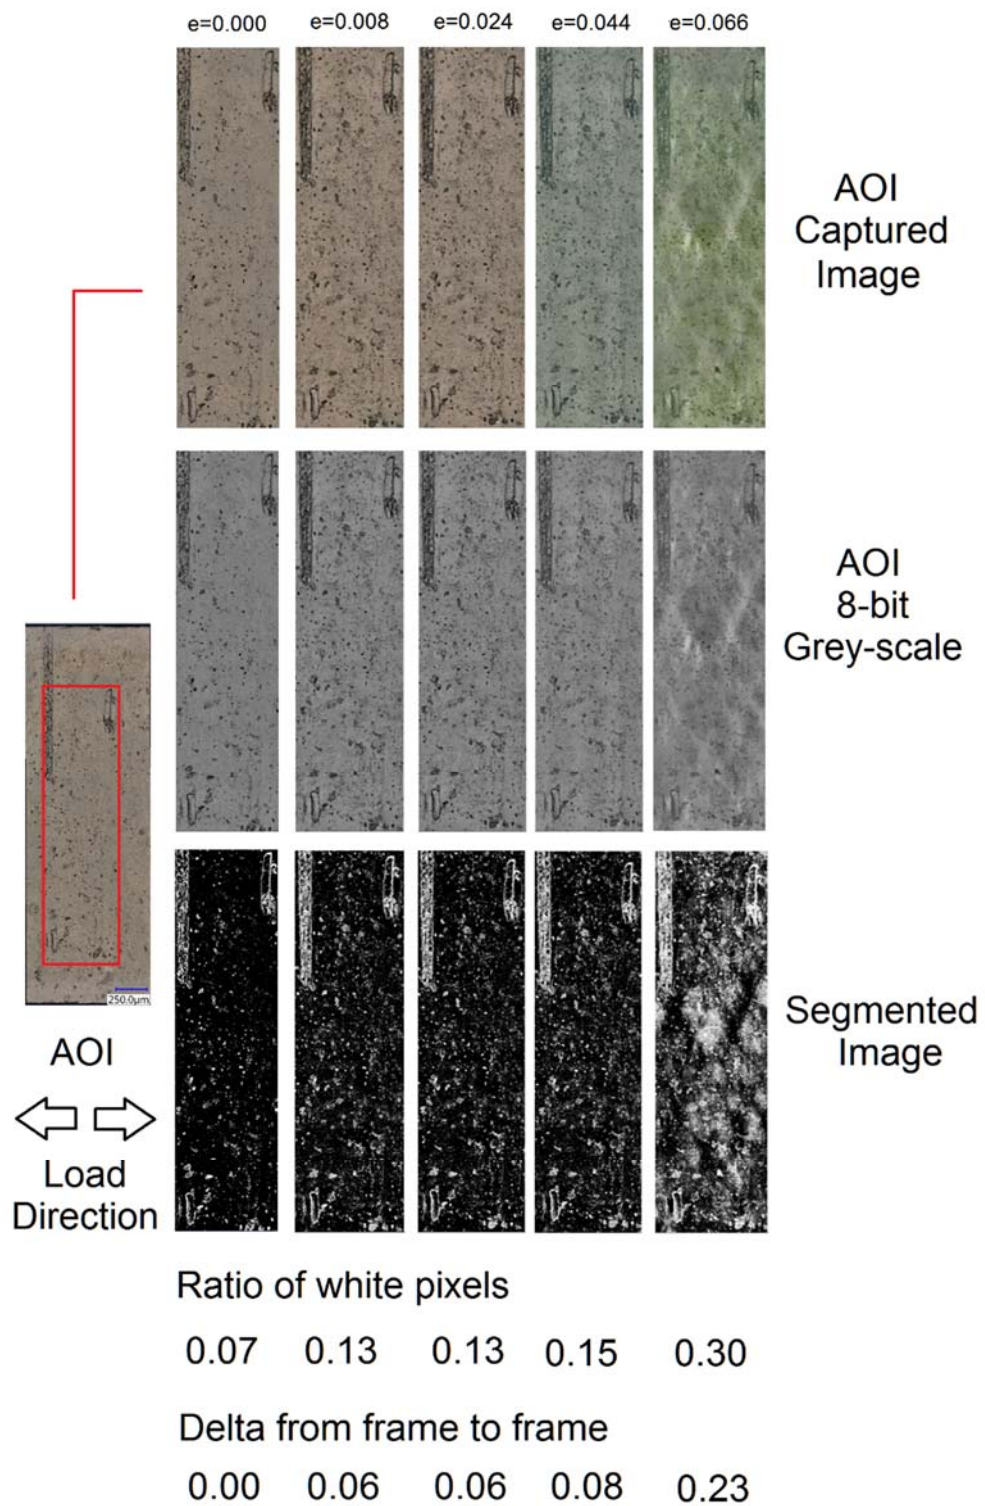 e=0.000 e=0.008 e=0.024 e=0.044 e=0.066
AOI
Captured
Image
AOI
8-bit
Grey-scale
250.0μm
AOI
Load
Direction
Segmented
Image
Ratio of white pixels
0.07 0.13 0.13 0.15 0.30
Delta from frame to frame
0.00 0.06 0.06 0.08 0.23